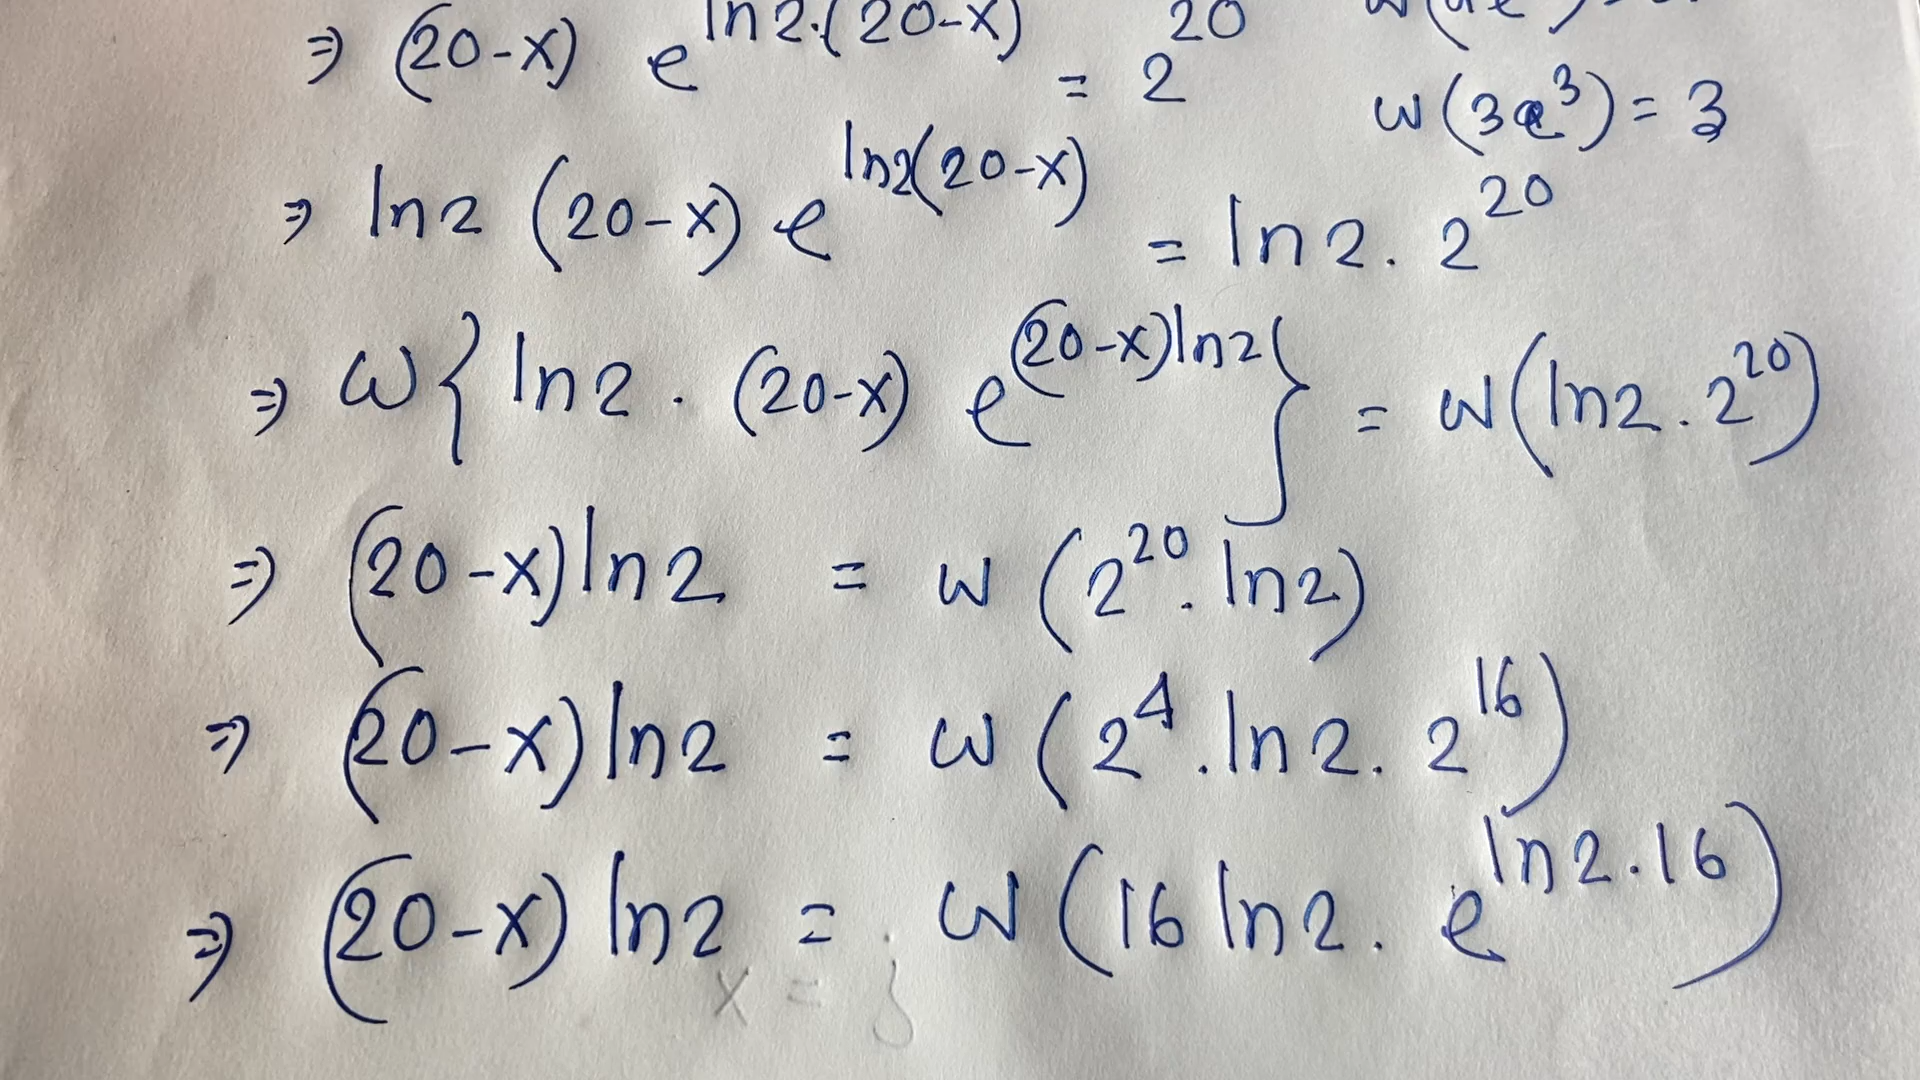 ⇒ (20-x) e^{ln2·(20-x)} = 2^{20}
w(3e^3) = 3
⇒ ln2 (20-x) e^{ln2(20-x)} = ln2. 2^{20}
⇒ W{ln2 . (20-x) e^{(20-x)ln2}} = W(ln2. 2^{20})
⇒ (20-x)ln2 = W (2^{20}. ln2)
⇒ (20-x)ln2 = W (2^4 .ln2. 2^{16})
⇒ (20-x) ln2 = W (16 ln2. e^{ln2.16})
x =